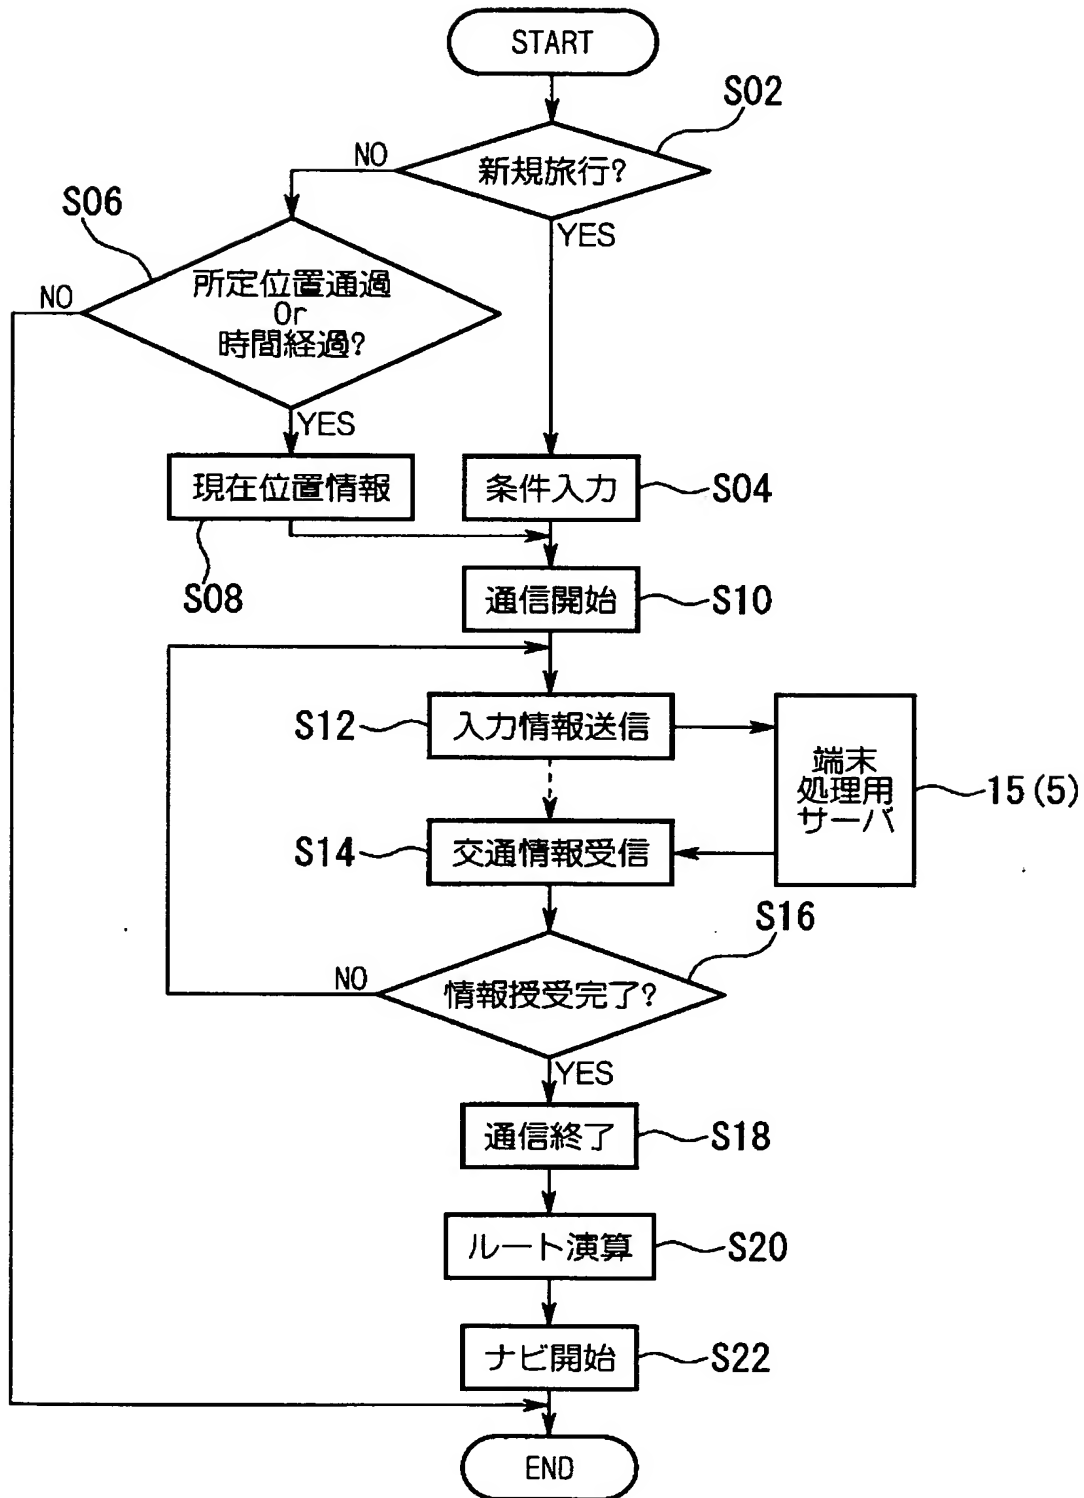 START
S02
新規旅行?
NO
YES
S06
所定位置通過
Or
時間経過?
NO
YES
現在位置情報
S08
条件入力
S04
通信開始
S10
S12
入力情報送信
端末
処理用
サーバ
15(5)
S14
交通情報受信
S16
情報授受完了?
NO
YES
通信終了
S18
ルート演算
S20
ナビ開始
S22
END